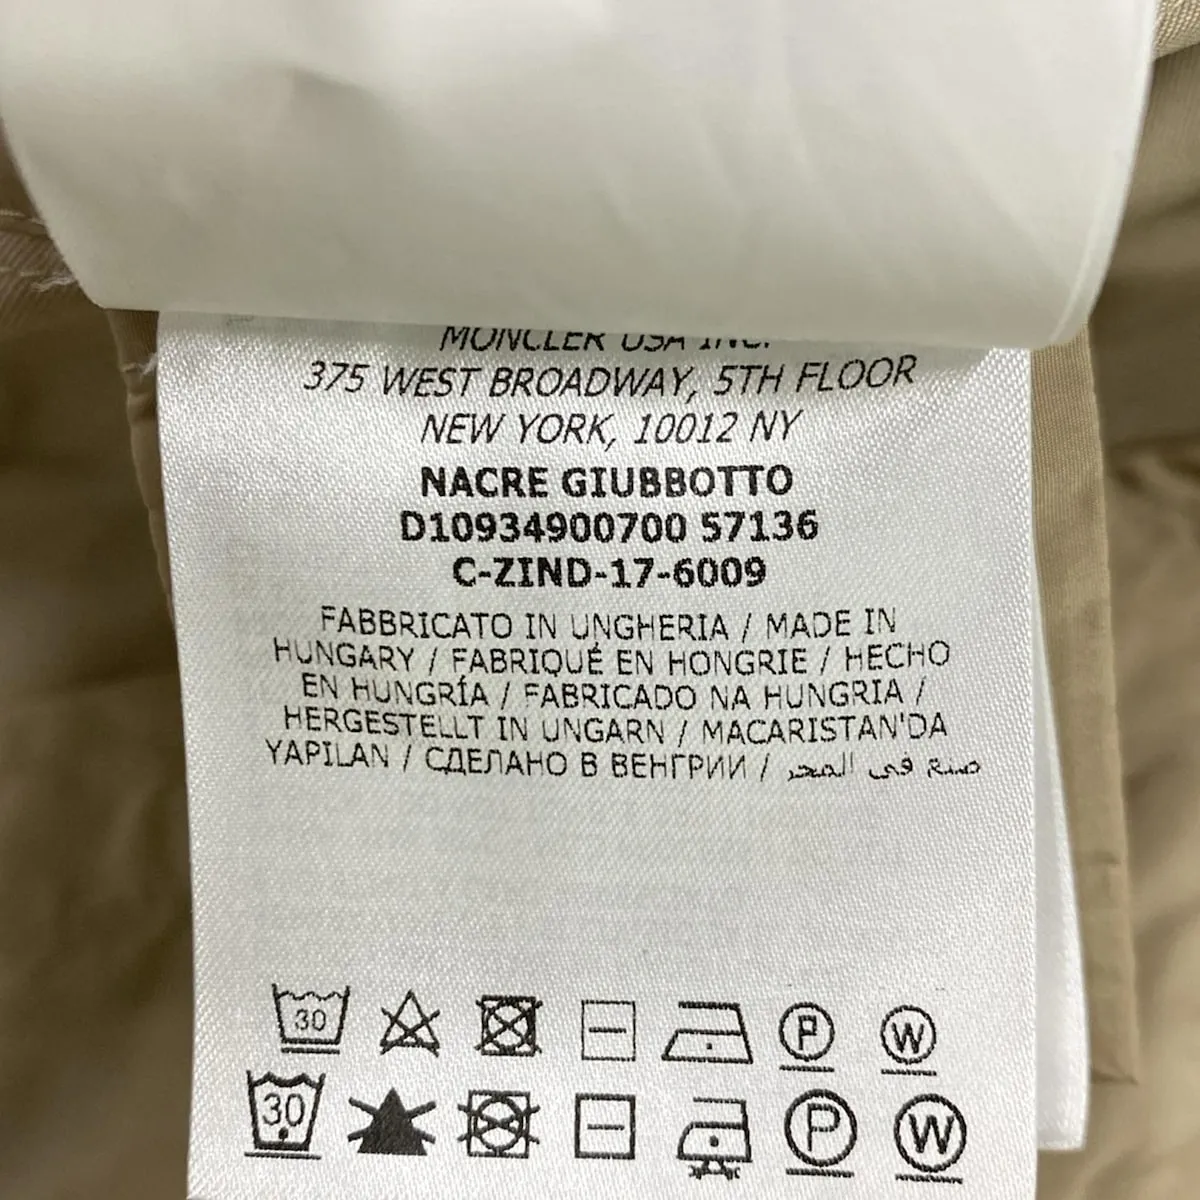 MONCLER USA INC.
375 WEST BROADWAY, 5TH FLOOR
NEW YORK, 10012 NY
NACRE GIUBBOTTO
D10934900700 57136
C-ZIND-17-6009
FABBRICATO IN UNGHERIA / MADE IN
HUNGARY / FABRIQUÉ EN HONGRIE / HECHO
EN HUNGRÍA / FABRICADO NA HUNGRIA /
HERGESTELLT IN UNGARN / MACARISTAN'DA
YAPILAN / СДЕЛАНО В ВЕНГРИИ / صنع في المجر
30 P W
30 P W